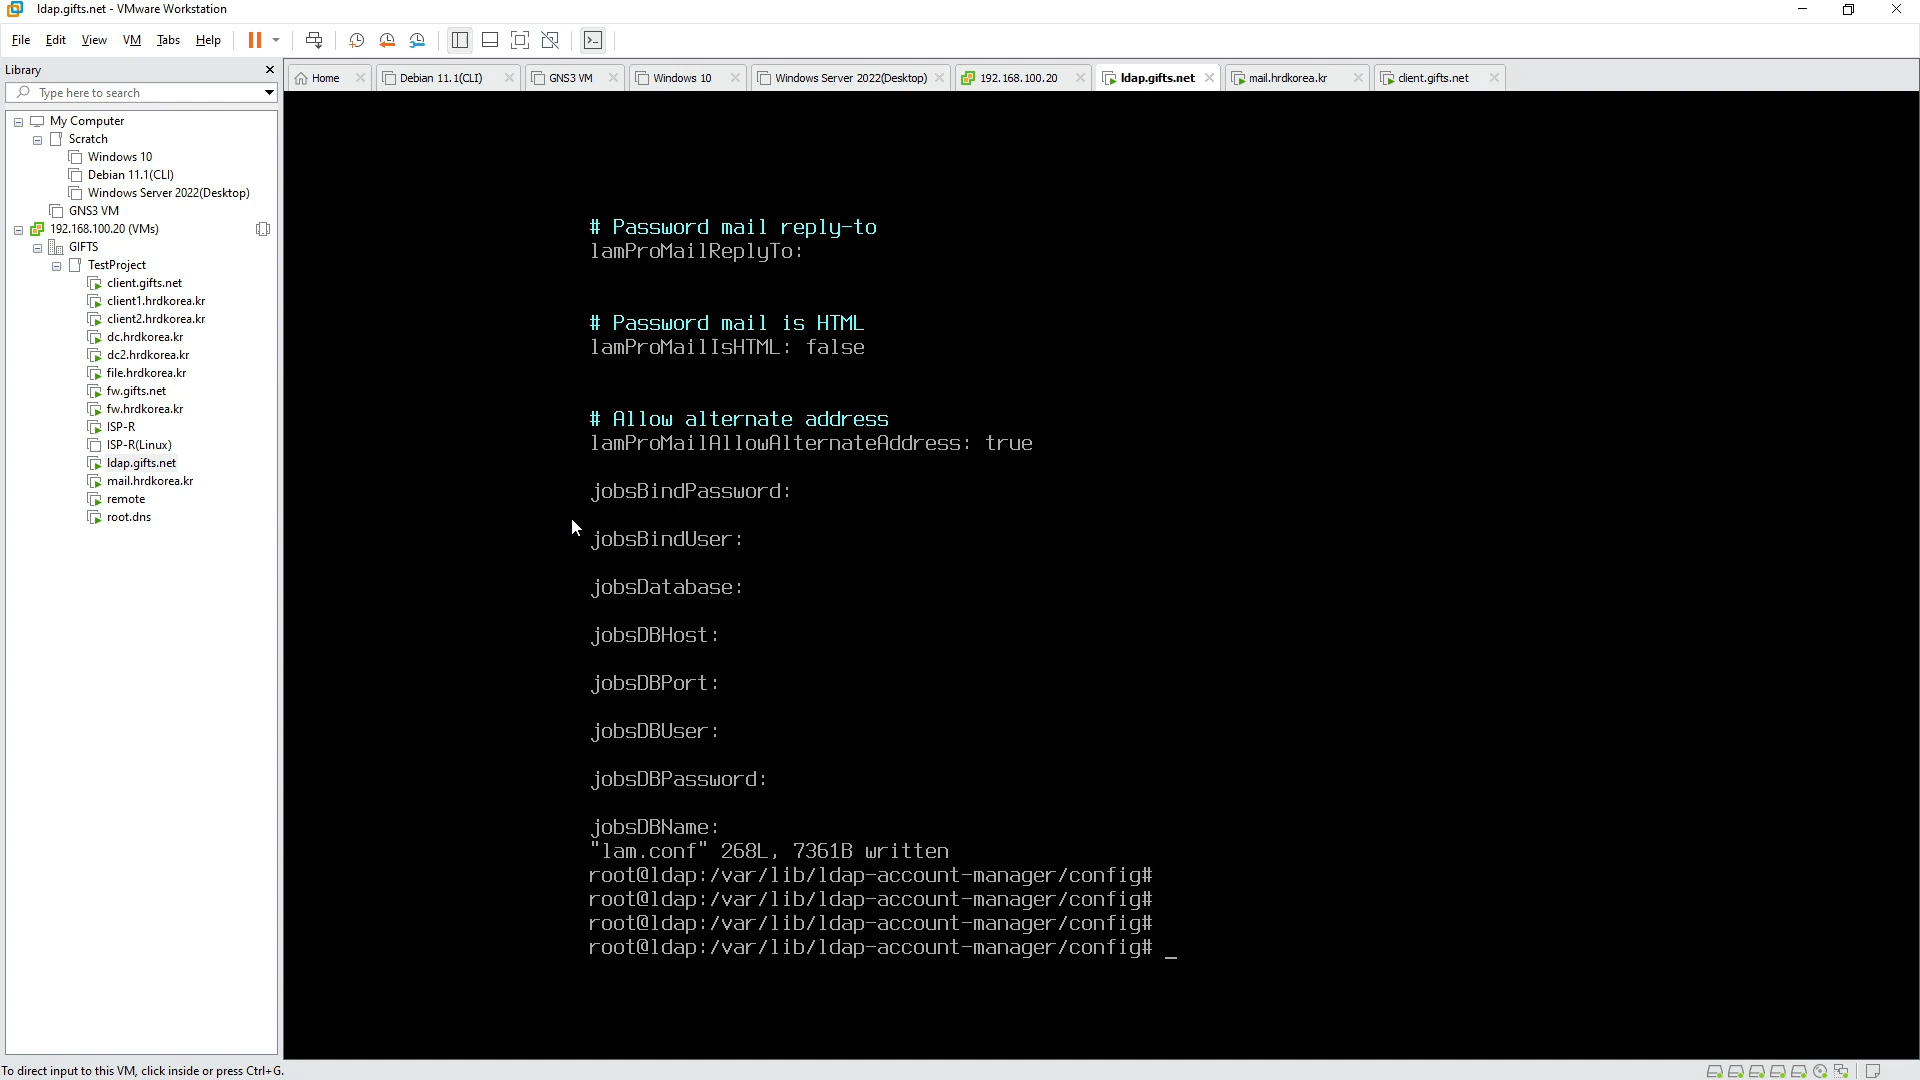 ldap.gifts.net - VMware Workstation
File Edit View VM Tabs Help
Library
Type here to search
Home
Debian 11.1(CLI)
GNS3 VM
Windows 10
Windows Server 2022(Desktop)
192.168.100.20
ldap.gifts.net
mail.hrdkorea.kr
client.gifts.net
My Computer
Scratch
Windows 10
Debian 11.1(CLI)
Windows Server 2022(Desktop)
GNS3 VM
192.168.100.20 (VMs)
GIFTS
TestProject
client.gifts.net
client1.hrdkorea.kr
client2.hrdkorea.kr
dc.hrdkorea.kr
dc2.hrdkorea.kr
file.hrdkorea.kr
fw.gifts.net
fw.hrdkorea.kr
ISP-R
ISP-R(Linux)
ldap.gifts.net
mail.hrdkorea.kr
remote
root.dns
# Password mail reply-to
lamProMailReplyTo:
# Password mail is HTML
lamProMailIsHTML: false
# Allow alternate address
lamProMailAllowAlternateAddress: true
jobsBindPassword:
jobsBindUser:
jobsDatabase:
jobsDBHost:
jobsDBPort:
jobsDBUser:
jobsDBPassword:
jobsDBName:
"lam.conf" 268L, 7361B written
root@ldap:/var/lib/ldap-account-manager/config#
root@ldap:/var/lib/ldap-account-manager/config#
root@ldap:/var/lib/ldap-account-manager/config#
root@ldap:/var/lib/ldap-account-manager/config# _
To direct input to this VM, click inside or press Ctrl+G.